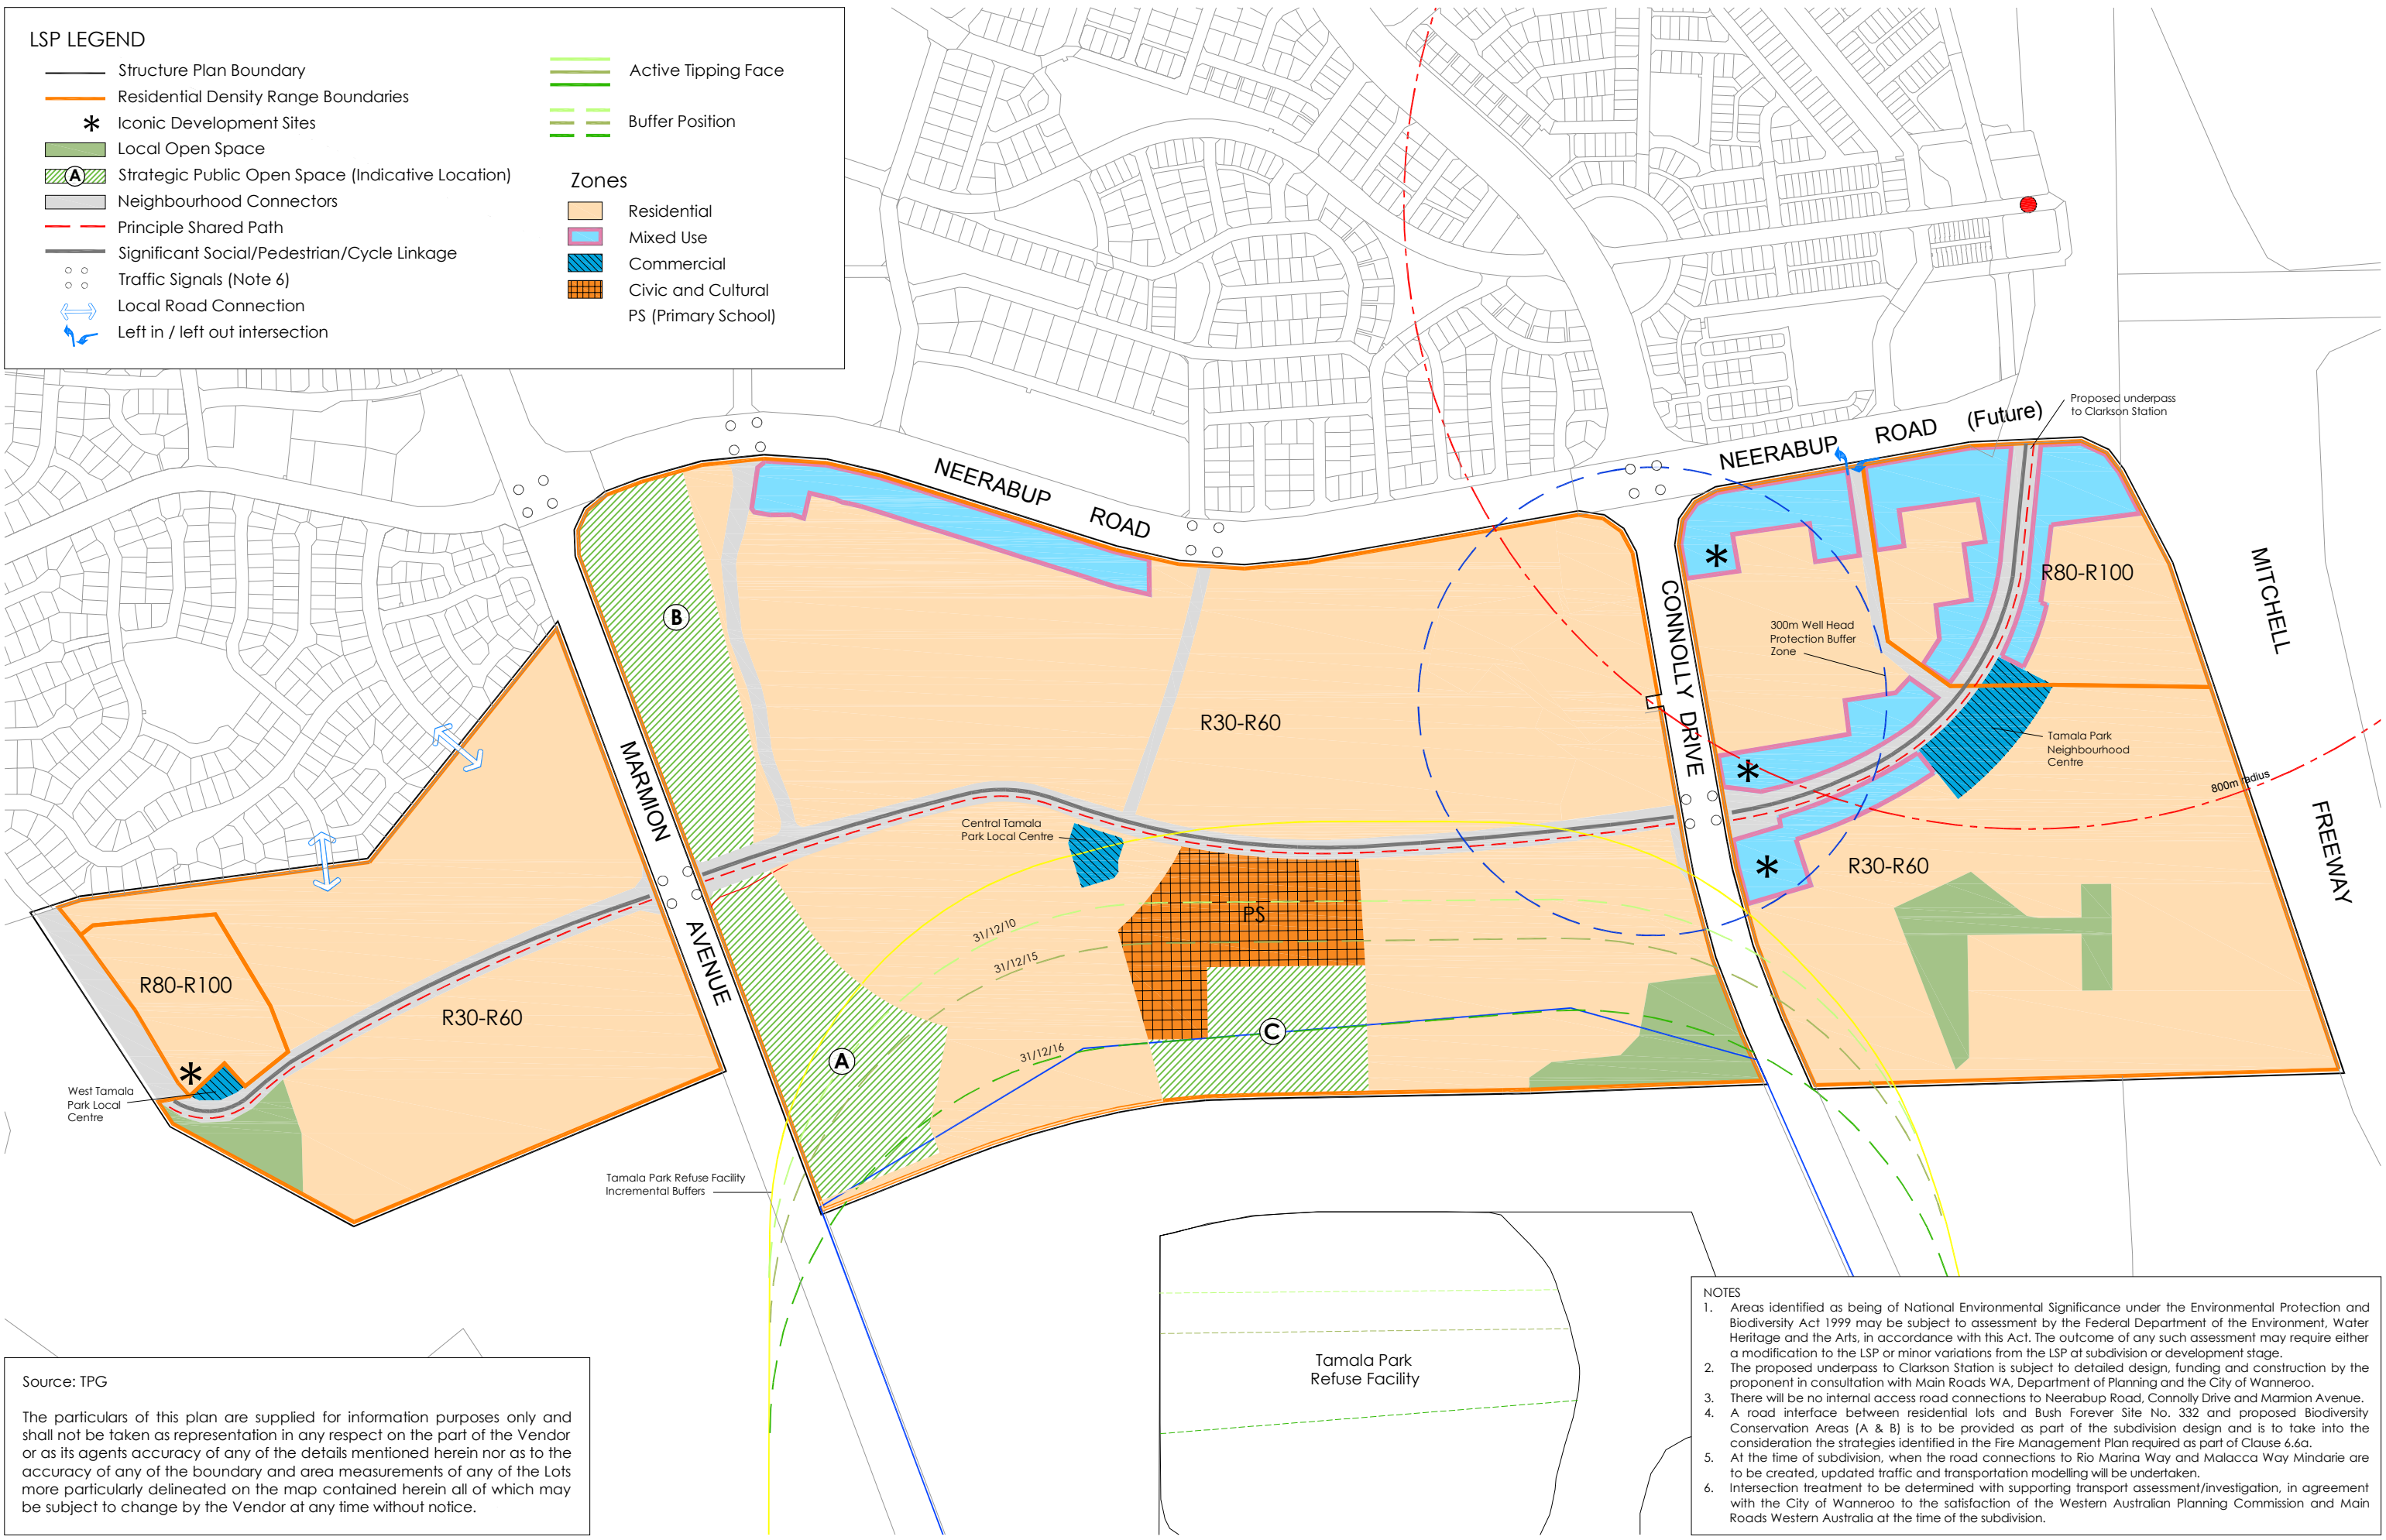 LSP LEGEND
Structure Plan Boundary
Residential Density Range Boundaries
* Iconic Development Sites
Local Open Space
A Strategic Public Open Space (Indicative Location)
Neighbourhood Connectors
Principle Shared Path
Significant Social/Pedestrian/Cycle Linkage
Traffic Signals (Note 6)
Local Road Connection
Left in / left out intersection
Active Tipping Face
Buffer Position
Zones
Residential
Mixed Use
Commercial
Civic and Cultural
PS (Primary School)
NEERABUP ROAD
NEERABUP ROAD (Future)
Proposed underpass
to Clarkson Station
MITCHELL
FREEWAY
CONNOLLY DRIVE
MARMION
AVENUE
B
R80-R100
300m Well Head
Protection Buffer
Zone
*
R30-R60
Tamala Park
Neighbourhood
Centre
*
800m radius
Central Tamala
Park Local Centre
*
R30-R60
PS
31/12/10
31/12/15
31/12/16
R80-R100
R30-R60
C
A
*
West Tamala
Park Local
Centre
Tamala Park Refuse Facility
Incremental Buffers
Tamala Park
Refuse Facility
Source: TPG
The particulars of this plan are supplied for information purposes only and
shall not be taken as representation in any respect on the part of the Vendor
or as its agents accuracy of any of the details mentioned herein nor as to the
accuracy of any of the boundary and area measurements of any of the Lots
more particularly delineated on the map contained herein all of which may
be subject to change by the Vendor at any time without notice.
NOTES
1. Areas identified as being of National Environmental Significance under the Environmental Protection and
Biodiversity Act 1999 may be subject to assessment by the Federal Department of the Environment, Water
Heritage and the Arts, in accordance with this Act. The outcome of any such assessment may require either
a modification to the LSP or minor variations from the LSP at subdivision or development stage.
2. The proposed underpass to Clarkson Station is subject to detailed design, funding and construction by the
proponent in consultation with Main Roads WA, Department of Planning and the City of Wanneroo.
3. There will be no internal access road connections to Neerabup Road, Connolly Drive and Marmion Avenue.
4. A road interface between residential lots and Bush Forever Site No. 332 and proposed Biodiversity
Conservation Areas (A & B) is to be provided as part of the subdivision design and is to take into the
consideration the strategies identified in the Fire Management Plan required as part of Clause 6.6a.
5. At the time of subdivision, when the road connections to Rio Marina Way and Malacca Way Mindarie are
to be created, updated traffic and transportation modelling will be undertaken.
6. Intersection treatment to be determined with supporting transport assessment/investigation, in agreement
with the City of Wanneroo to the satisfaction of the Western Australian Planning Commission and Main
Roads Western Australia at the time of the subdivision.